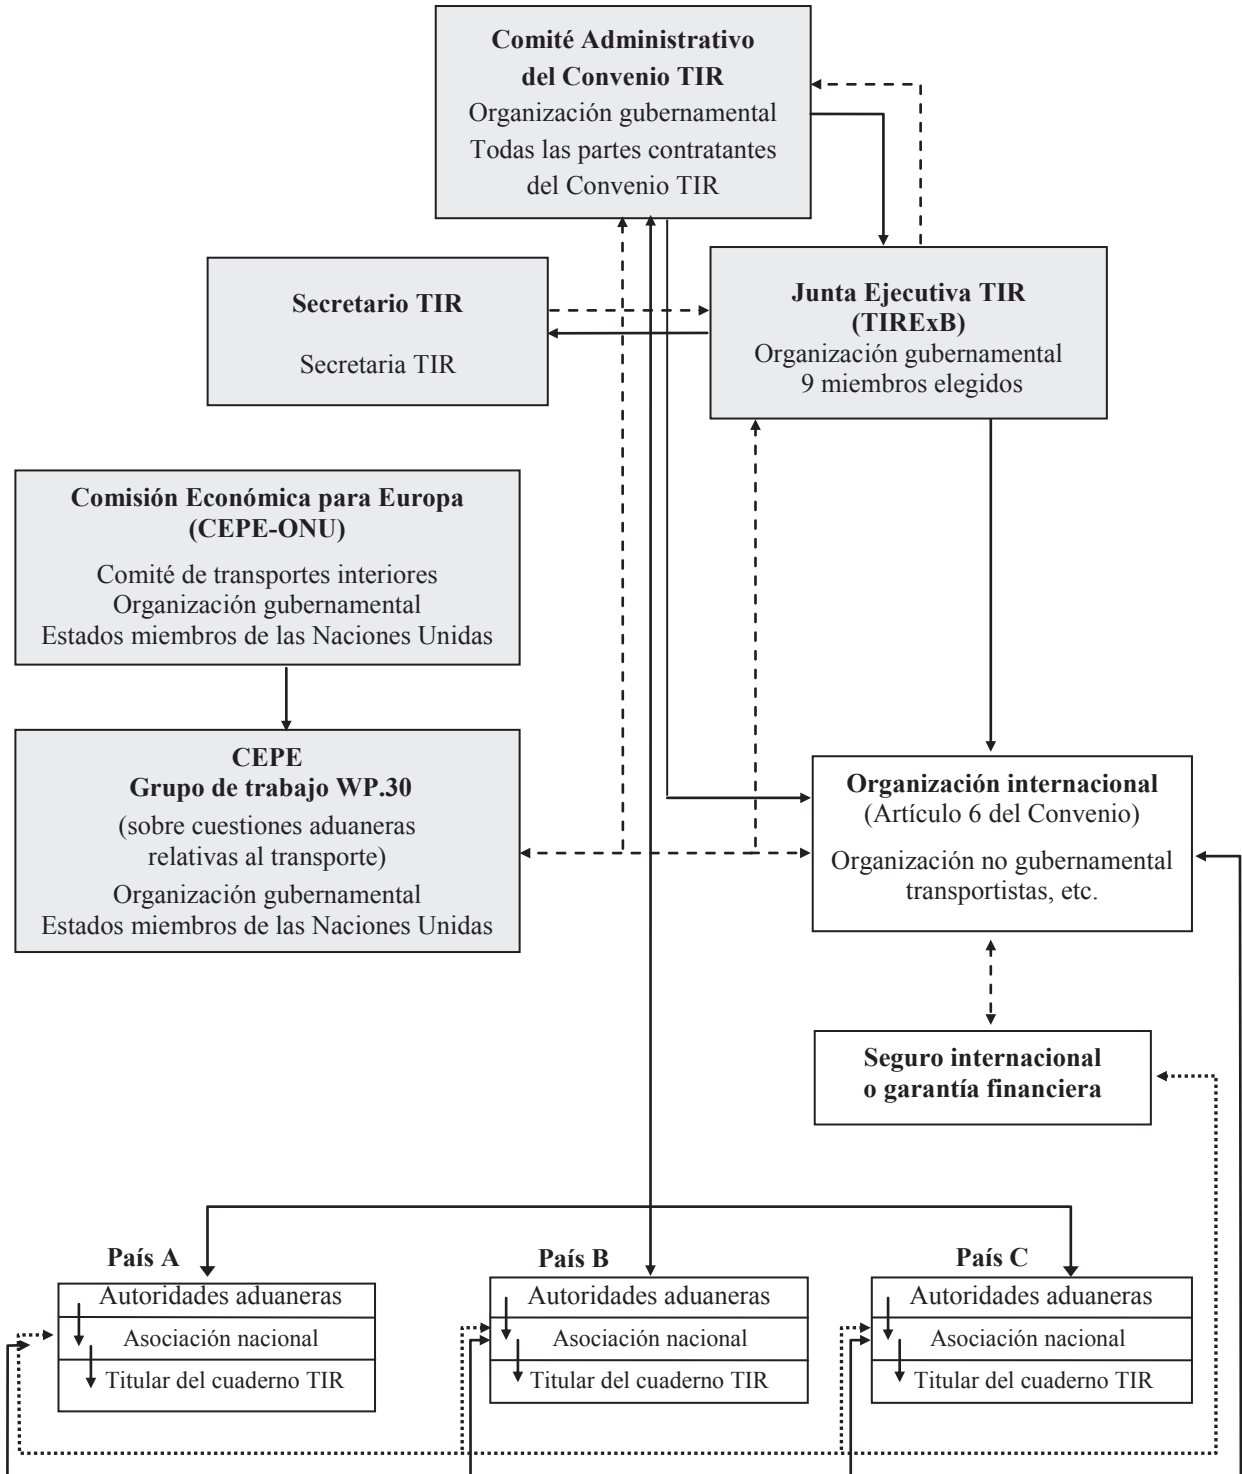 Comité Administrativo
del Convenio TIR
Organización gubernamental
Todas las partes contratantes
del Convenio TIR
Secretario TIR
Secretaria TIR
Junta Ejecutiva TIR
(TIRExB)
Organización gubernamental
9 miembros elegidos
Comisión Económica para Europa
(CEPE-ONU)
Comité de transportes interiores
Organización gubernamental
Estados miembros de las Naciones Unidas
CEPE
Grupo de trabajo WP.30
(sobre cuestiones aduaneras
relativas al transporte)
Organización gubernamental
Estados miembros de las Naciones Unidas
Organización internacional
(Artículo 6 del Convenio)
Organización no gubernamental
transportistas, etc.
Seguro internacional
o garantía financiera
País A
Autoridades aduaneras
Asociación nacional
Titular del cuaderno TIR
País B
Autoridades aduaneras
Asociación nacional
Titular del cuaderno TIR
País C
Autoridades aduaneras
Asociación nacional
Titular del cuaderno TIR